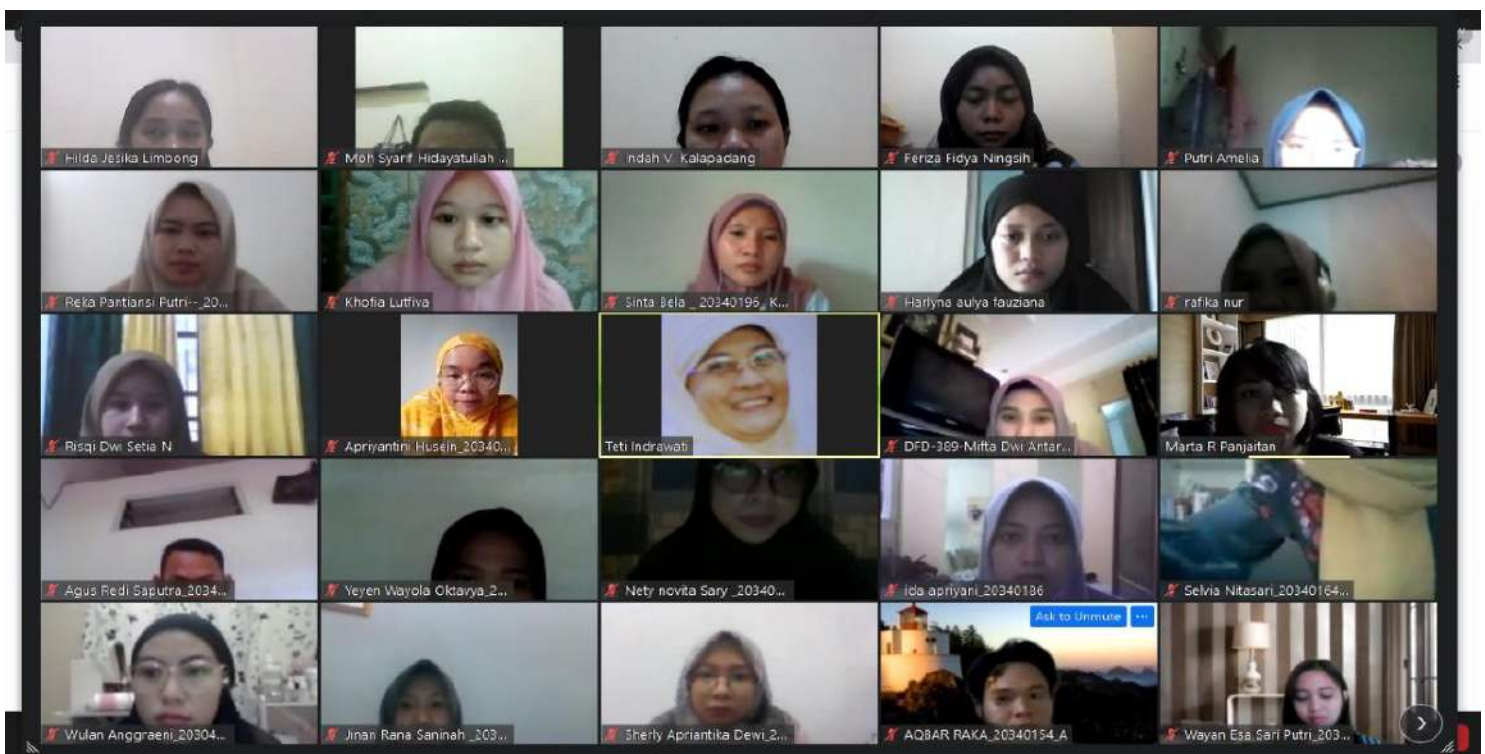 Hilda Jesika Limbong
Moh Syarif Hidayatullah ...
Indah V. Kalapadang
Feriza Fidya Ningsih
Putri Amelia
Reka Pantiansi Putri--_20...
Khofia Lutfiva
Sinta Bela _ 20340196_ K...
Harlyna aulya fauziana
rafika nur
Risqi Dwi Setia N
Apriyantini Husein_20340...
Teti Indrawati
DFD-389-Mifta Dwi Antar...
Marta R Panjaitan
Agus Redi Saputra_2034...
Yeyen Wayola Oktavya_2...
Nety novita Sary _20340...
ida apriyani_20340186
Selvia Nitasari_20340164...
Ask to Unmute ...
Wulan Anggraeni_20304...
Jinan Rana Saninah _203...
Sherly Apriantika Dewi_2...
AQBAR RAKA_20340154_A
Wayan Esa Sari Putri_203...